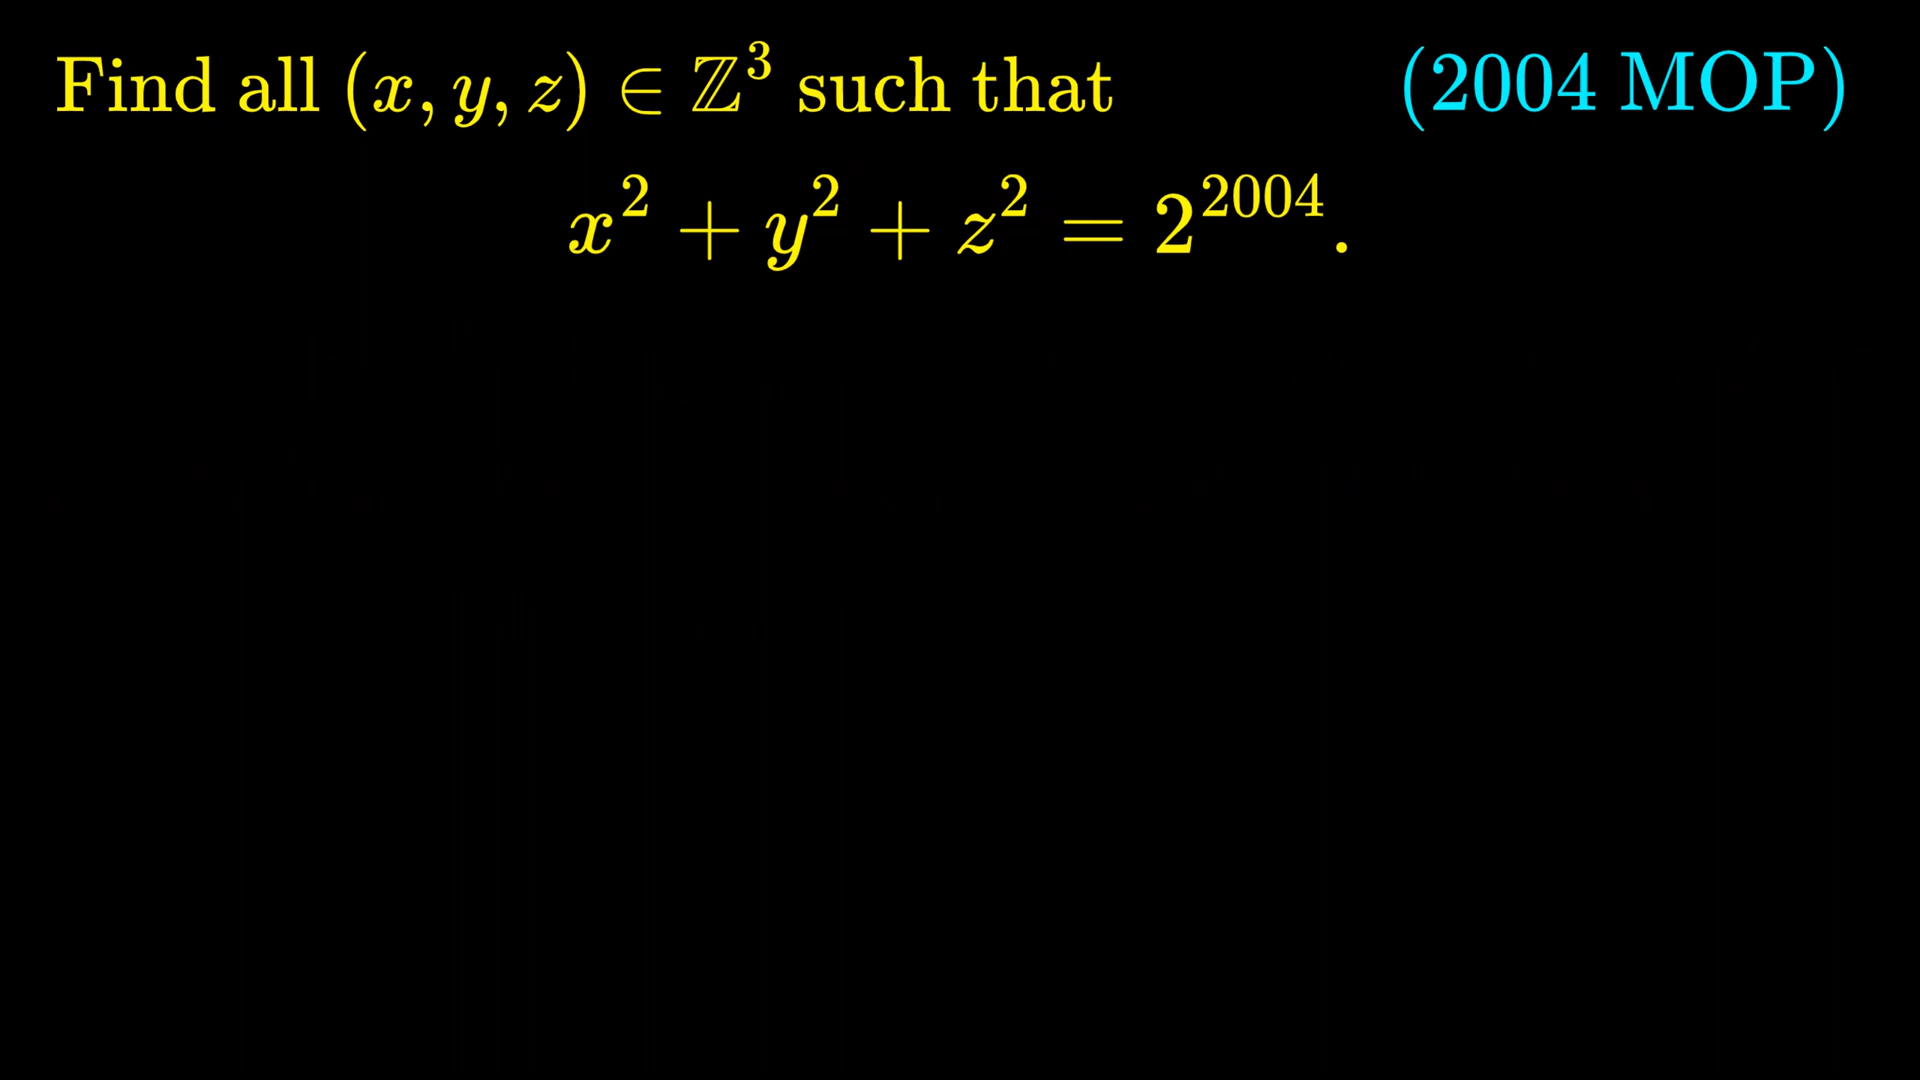 Find all (x, y, z) ∈ ℤ³ such that (2004 MOP)
x² + y² + z² = 2²⁰⁰⁴.